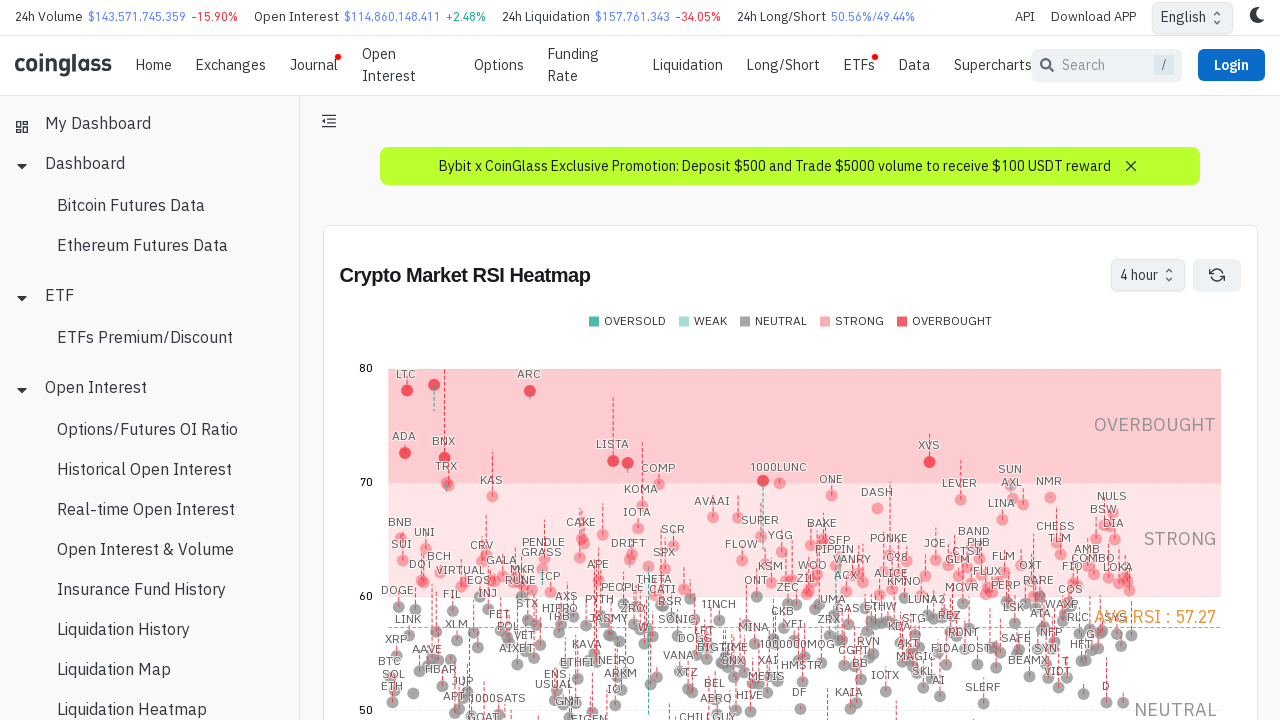 24h Volume $143,571,745,359 -15.90% Open Interest $114,860,148,411 +2.48% 24h Liquidation $157,761,343 -34.05% 24h Long/Short 50.56%/49.44% API Download APP English
coinglass Home Exchanges Journal Open Interest Options Funding Rate Liquidation Long/Short ETFs Data Supercharts Search / Login
My Dashboard
Dashboard
Bitcoin Futures Data
Ethereum Futures Data
ETF
ETFs Premium/Discount
Open Interest
Options/Futures OI Ratio
Historical Open Interest
Real-time Open Interest
Open Interest & Volume
Insurance Fund History
Liquidation History
Liquidation Map
Liquidation Heatmap
Bybit x CoinGlass Exclusive Promotion: Deposit $500 and Trade $5000 volume to receive $100 USDT reward
Crypto Market RSI Heatmap
4 hour
OVERSOLD WEAK NEUTRAL STRONG OVERBOUGHT
80
LTC ARC
OVERBOUGHT
ADA BNX LISTA XVS
TRX COMP 1000LUNC SUN
70
KAS KOMA ONE LEVER AXL NMR
AVAAI DASH LINA NULS
IOTA BSW
BNB CAKE SUPER BAKE CHESS DIA
UNI SCR YGG BAND TLM
STRONG
SUI CRV PENDLE DRIFT FLOW SFP PONKE JOE PHB
BCH GRASS SPX PIPPIN CTSI AMB
DOT GALA APE KSM WOO VANRY C98 GLM FLM COMBO
VIRTUAL MKR ICP ACX ALICE FLUX OXT FIO LOKA
EOS RUNE THETA ONT ZIL KMNO RARE
DOGE FIL INJ PEOPLE CATI ZEC MOVR PERP COS
60
STX AXS PYTH BSR 1INCH UMA LUNA2
LINK FET HIPPO ZRO CKB GAS ETHW LSK WAXP
XLM POL TRB JASMY SONIC ZRX STG REZ ATA RLC SYS
AVG RSI : 57.27
XRP VET W MINA YFI KDA RDNT SAFE NFP HFT
AAVE AIXBT DODO BIGTIME 1000000MOG RVN AKT FIDA IOST SYN
BTC HBAR ETHFI NEIRO VANA GNX XAI HMSTR CGPT MAGIC BEAMX T
SOL ENS ARKM XTZ METIS BB SKL VIDT
ETH JUP USUAL IO BEL HIVE DF KAIA IOTX AI SLERF D
APT 1000SATS GMT AERO
50
GOAT EIGEN CHILLGUY
NEUTRAL